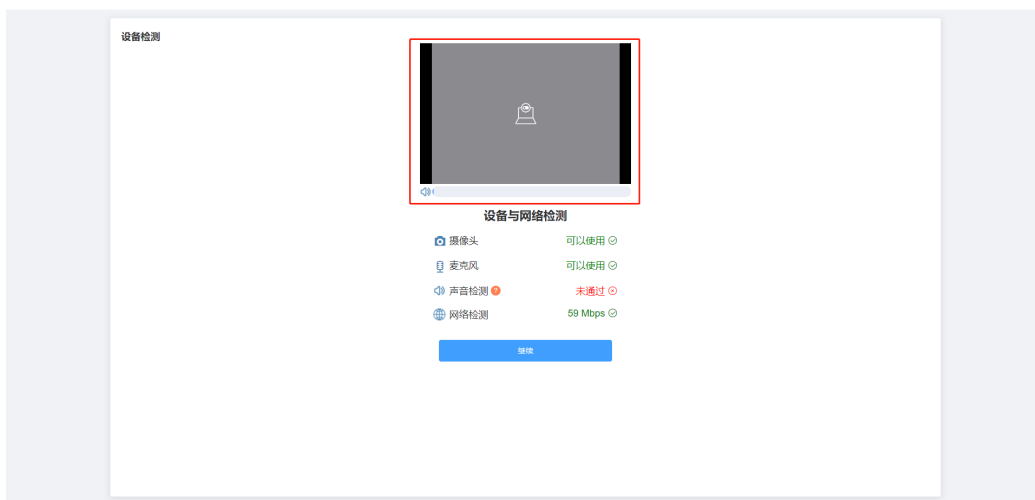 设备检测
设备与网络检测
摄像头 可以使用
麦克风 可以使用
声音检测 ? 未通过
网络检测 59 Mbps
继续